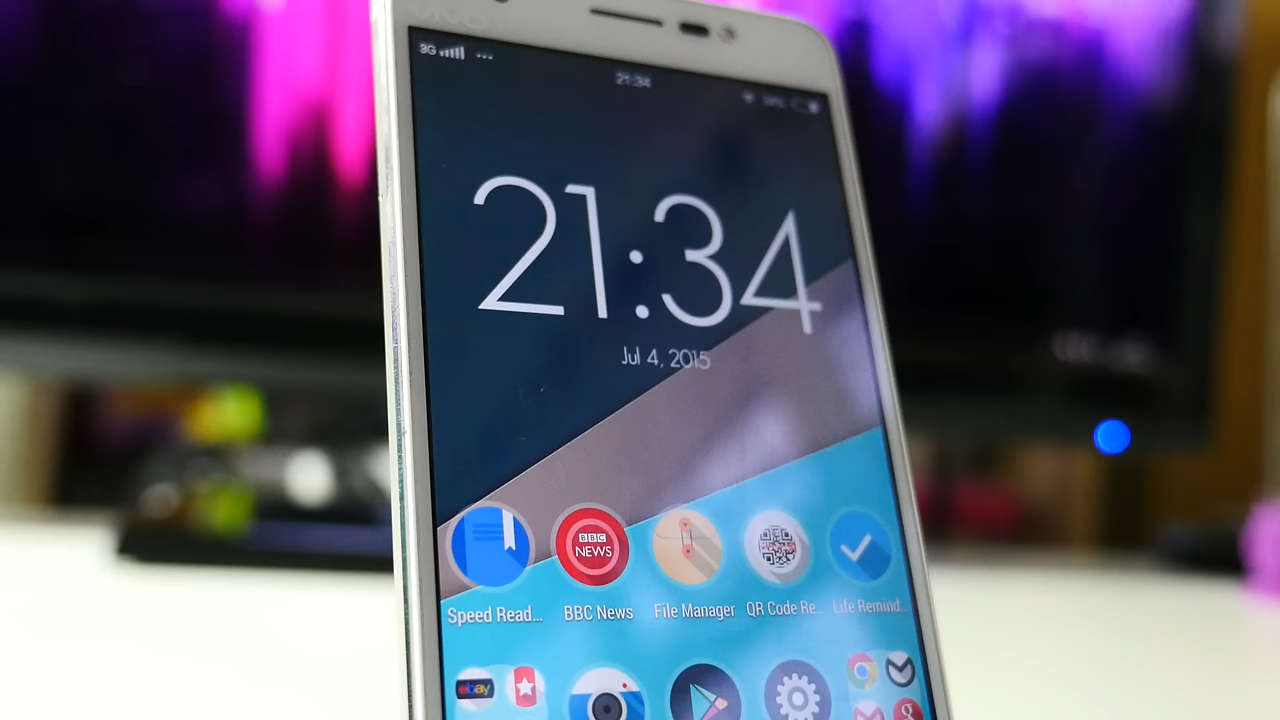 vivo
3G
21:34
21:34
Jul 4, 2015
BBC
NEWS
Speed Read...
BBC News
File Manager
QR Code Re...
Life Remind...
ebay
g